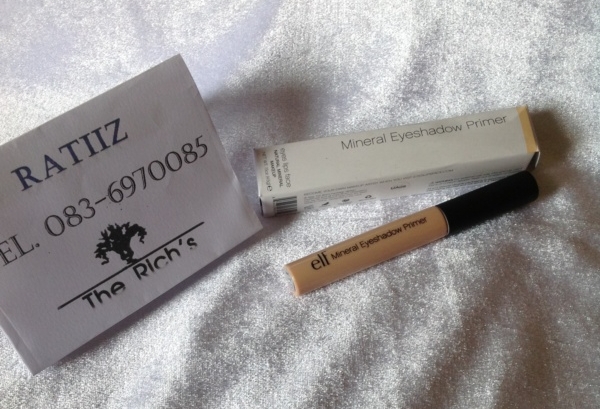 RATIIZ
EL. 083-6970085
The Rich's
Mineral Eyeshadow Primer
elf Mineral Eyeshadow Primer